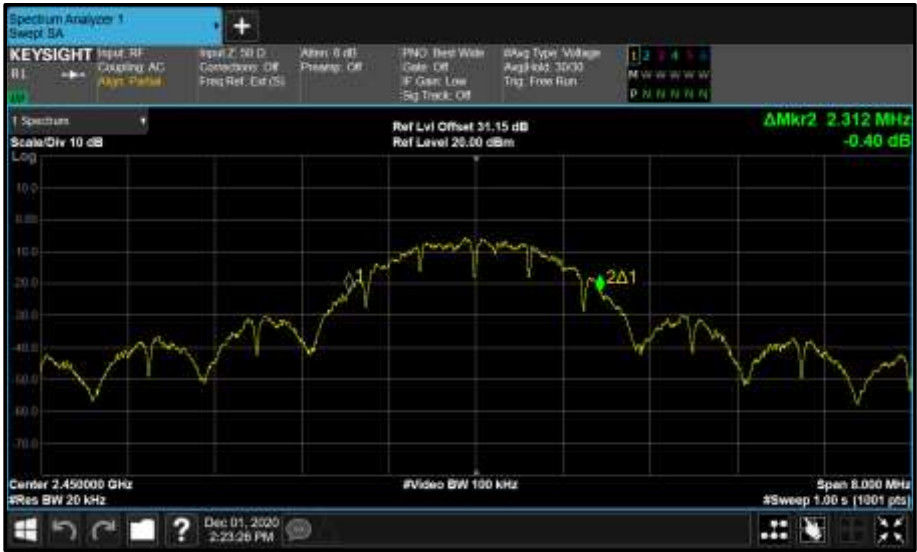 Spectrum Analyzer 1
Swept SA
+
KEYSIGHT Input: RF
Coupling: AC
Align: Partial
Input Z: 50 Ω
Corrections: Off
Freq Ref: Ext (S)
Atten: 6 dB
Preamp: Off
PNO: Best Wide
Gate: Off
IF Gain: Low
Sig Track: Off
#Avg Type: Voltage
Avg|Hold: 30/30
Trig: Free Run
1 2 3 4 5 6
M W W W W W
P N N N N N
1 Spectrum
Scale/Div 10 dB
Log
Ref Lvl Offset 31.15 dB
Ref Level 20.00 dBm
ΔMkr2 2.312 MHz
-0.40 dB
10.0
0.00
-10.0
-20.0
-30.0
-40.0
-50.0
-60.0
-70.0
1
2Δ1
Center 2.450000 GHz
#Res BW 20 kHz
#Video BW 100 kHz
Span 8.000 MHz
#Sweep 1.00 s (1001 pts)
?
Dec 01, 2020
2:23:26 PM